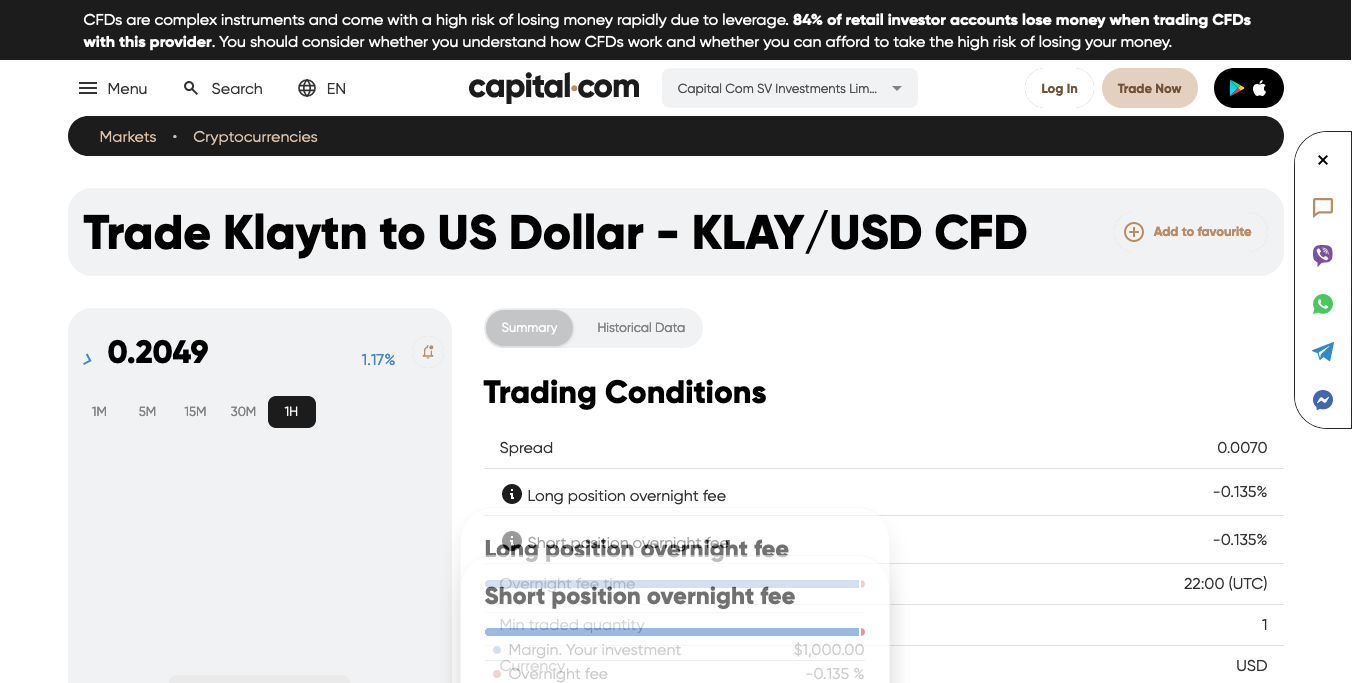 CFDs are complex instruments and come with a high risk of losing money rapidly due to leverage. 84% of retail investor accounts lose money when trading CFDs
with this provider. You should consider whether you understand how CFDs work and whether you can afford to take the high risk of losing your money.
Menu Search EN capital.com Capital Com SV Investments Lim... Log In Trade Now
Markets • Cryptocurrencies
Trade Klaytn to US Dollar - KLAY/USD CFD Add to favourite
0.2049 1.17%
1M 5M 15M 30M 1H
Summary Historical Data
Trading Conditions
Spread 0.0070
Long position overnight fee -0.135%
Short position overnight fee -0.135%
Long position overnight fee
Overnight fee time 22:00 (UTC)
Short position overnight fee
Min traded quantity 1
Margin. Your investment $1,000.00
Currency USD
Overnight fee -0.135 %